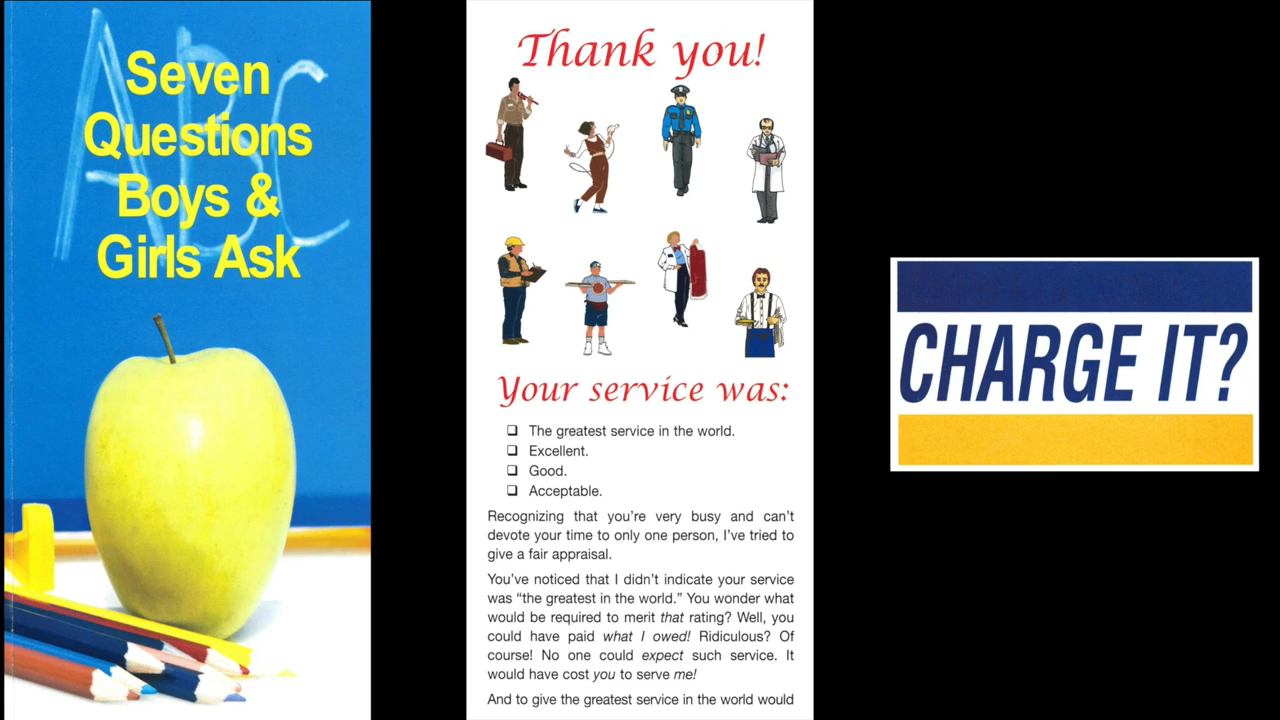 ABC
Seven
Questions
Boys &
Girls Ask
Thank you!
Your service was:
❑ The greatest service in the world.
❑ Excellent.
❑ Good.
❑ Acceptable.
Recognizing that you're very busy and can't
devote your time to only one person, I've tried to
give a fair appraisal.
You've noticed that I didn't indicate your service
was “the greatest in the world.” You wonder what
would be required to merit that rating? Well, you
could have paid what I owed! Ridiculous? Of
course! No one could expect such service. It
would have cost you to serve me!
And to give the greatest service in the world would
CHARGE IT?